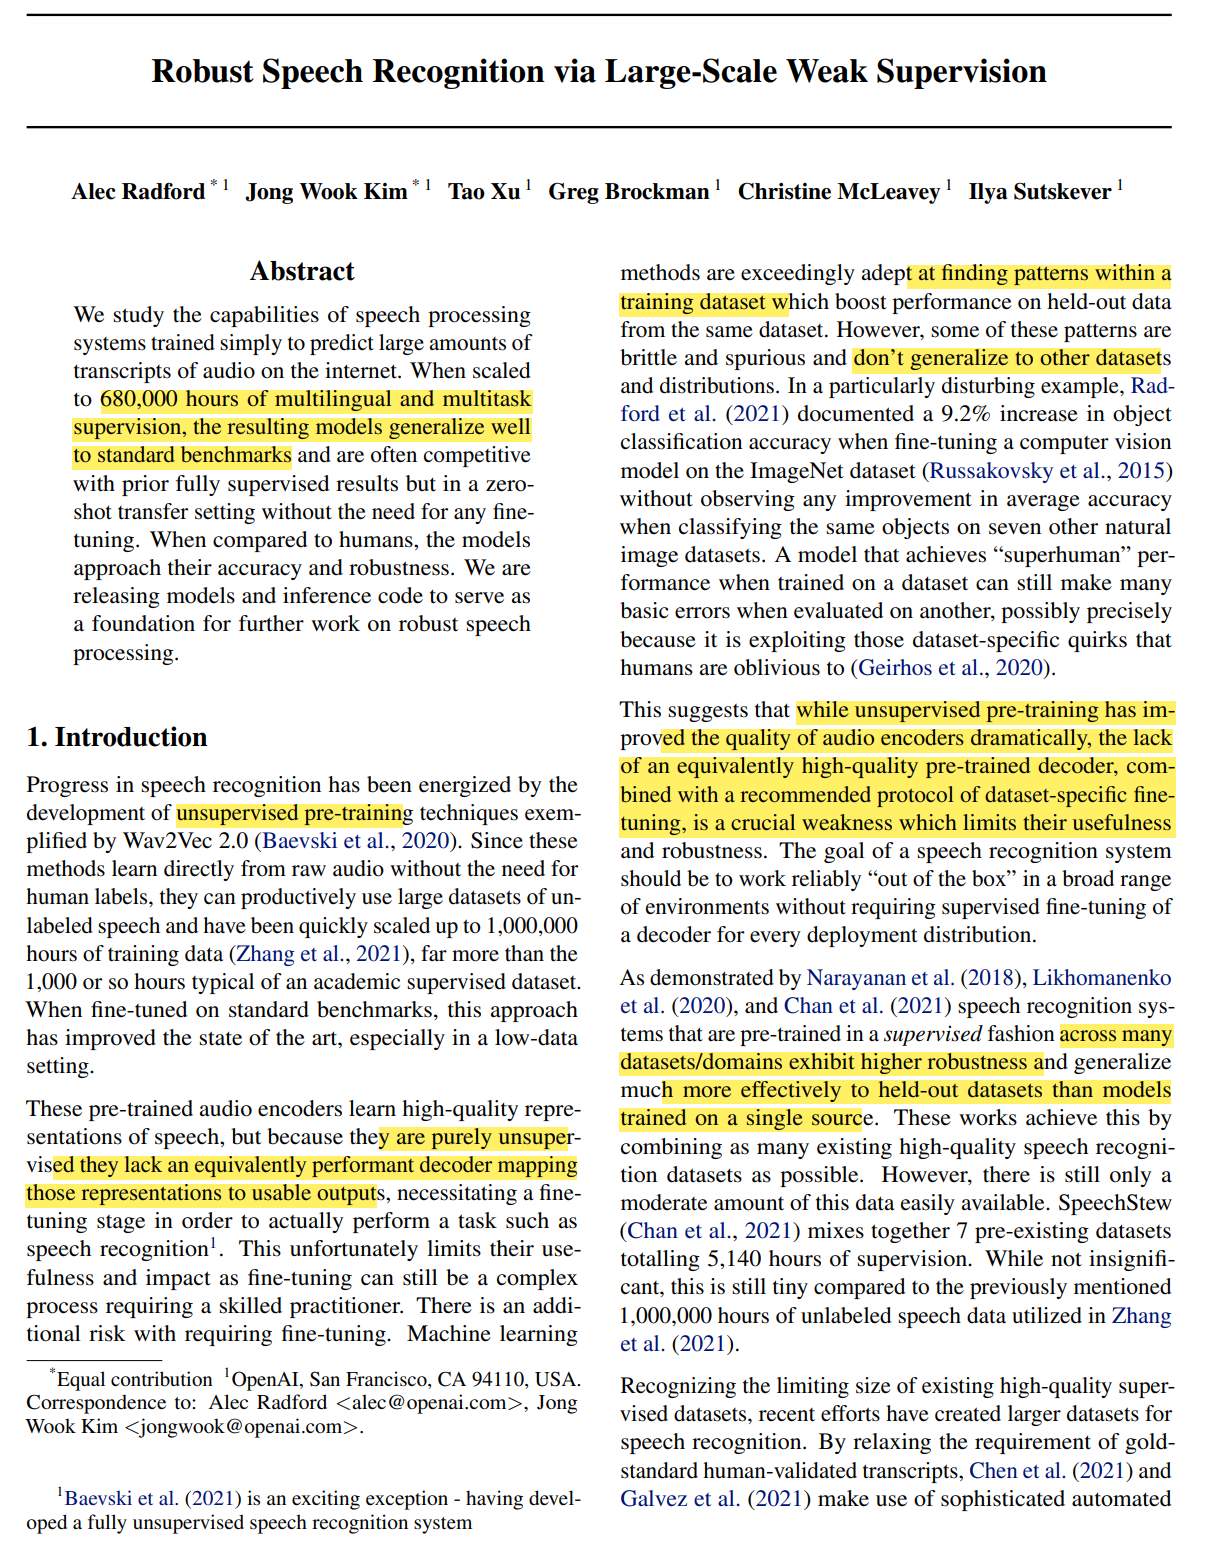 Robust Speech Recognition via Large-Scale Weak Supervision
Alec Radford * 1 Jong Wook Kim * 1 Tao Xu 1 Greg Brockman 1 Christine McLeavey 1 Ilya Sutskever 1
Abstract
We study the capabilities of speech processing
systems trained simply to predict large amounts of
transcripts of audio on the internet. When scaled
to 680,000 hours of multilingual and multitask
supervision, the resulting models generalize well
to standard benchmarks and are often competitive
with prior fully supervised results but in a zero-
shot transfer setting without the need for any fine-
tuning. When compared to humans, the models
approach their accuracy and robustness. We are
releasing models and inference code to serve as
a foundation for further work on robust speech
processing.
1. Introduction
Progress in speech recognition has been energized by the
development of unsupervised pre-training techniques exem-
plified by Wav2Vec 2.0 (Baevski et al., 2020). Since these
methods learn directly from raw audio without the need for
human labels, they can productively use large datasets of un-
labeled speech and have been quickly scaled up to 1,000,000
hours of training data (Zhang et al., 2021), far more than the
1,000 or so hours typical of an academic supervised dataset.
When fine-tuned on standard benchmarks, this approach
has improved the state of the art, especially in a low-data
setting.
These pre-trained audio encoders learn high-quality repre-
sentations of speech, but because they are purely unsuper-
vised they lack an equivalently performant decoder mapping
those representations to usable outputs, necessitating a fine-
tuning stage in order to actually perform a task such as
speech recognition1. This unfortunately limits their use-
fulness and impact as fine-tuning can still be a complex
process requiring a skilled practitioner. There is an addi-
tional risk with requiring fine-tuning. Machine learning
*Equal contribution 1OpenAI, San Francisco, CA 94110, USA.
Correspondence to: Alec Radford <alec@openai.com>, Jong
Wook Kim <jongwook@openai.com>.
1Baevski et al. (2021) is an exciting exception - having devel-
oped a fully unsupervised speech recognition system
methods are exceedingly adept at finding patterns within a
training dataset which boost performance on held-out data
from the same dataset. However, some of these patterns are
brittle and spurious and don't generalize to other datasets
and distributions. In a particularly disturbing example, Rad-
ford et al. (2021) documented a 9.2% increase in object
classification accuracy when fine-tuning a computer vision
model on the ImageNet dataset (Russakovsky et al., 2015)
without observing any improvement in average accuracy
when classifying the same objects on seven other natural
image datasets. A model that achieves “superhuman” per-
formance when trained on a dataset can still make many
basic errors when evaluated on another, possibly precisely
because it is exploiting those dataset-specific quirks that
humans are oblivious to (Geirhos et al., 2020).
This suggests that while unsupervised pre-training has im-
proved the quality of audio encoders dramatically, the lack
of an equivalently high-quality pre-trained decoder, com-
bined with a recommended protocol of dataset-specific fine-
tuning, is a crucial weakness which limits their usefulness
and robustness. The goal of a speech recognition system
should be to work reliably “out of the box” in a broad range
of environments without requiring supervised fine-tuning of
a decoder for every deployment distribution.
As demonstrated by Narayanan et al. (2018), Likhomanenko
et al. (2020), and Chan et al. (2021) speech recognition sys-
tems that are pre-trained in a supervised fashion across many
datasets/domains exhibit higher robustness and generalize
much more effectively to held-out datasets than models
trained on a single source. These works achieve this by
combining as many existing high-quality speech recogni-
tion datasets as possible. However, there is still only a
moderate amount of this data easily available. SpeechStew
(Chan et al., 2021) mixes together 7 pre-existing datasets
totalling 5,140 hours of supervision. While not insignifi-
cant, this is still tiny compared to the previously mentioned
1,000,000 hours of unlabeled speech data utilized in Zhang
et al. (2021).
Recognizing the limiting size of existing high-quality super-
vised datasets, recent efforts have created larger datasets for
speech recognition. By relaxing the requirement of gold-
standard human-validated transcripts, Chen et al. (2021) and
Galvez et al. (2021) make use of sophisticated automated